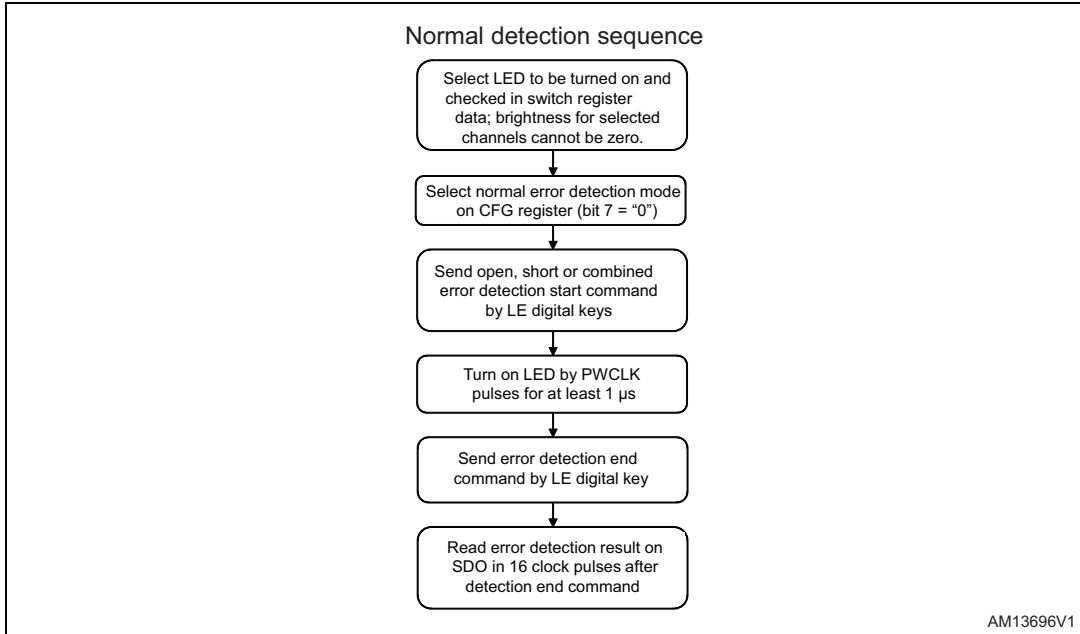 Normal detection sequence
Select LED to be turned on and
checked in switch register
data; brightness for selected
channels cannot be zero.
Select normal error detection mode
on CFG register (bit 7 = “0”)
Send open, short or combined
error detection start command
by LE digital keys
Turn on LED by PWCLK
pulses for at least 1 µs
Send error detection end
command by LE digital key
Read error detection result on
SDO in 16 clock pulses after
detection end command
AM13696V1